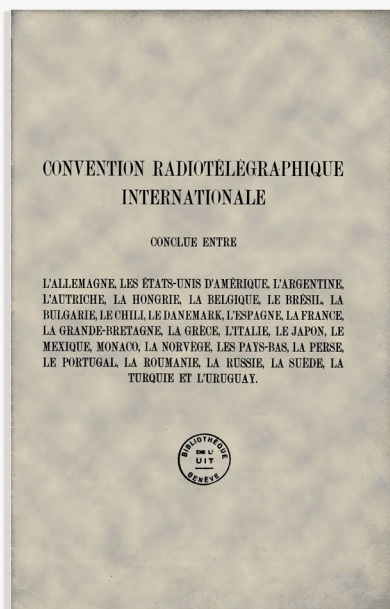 CONVENTION RADIOTÉLÉGRAPHIQUE
INTERNATIONALE
CONCLUE ENTRE
L'ALLEMAGNE, LES ÉTATS-UNIS D'AMÉRIQUE, L'ARGENTINE,
L'AUTRICHE, LA HONGRIE, LA BELGIQUE, LE BRÉSIL, LA
BULGARIE, LE CHILI, LE DANEMARK, L'ESPAGNE, LA FRANCE,
LA GRANDE-BRETAGNE, LA GRÈCE, L'ITALIE, LE JAPON, LE
MEXIQUE, MONACO, LA NORVÈGE, LES PAYS-BAS, LA PERSE,
LE PORTUGAL, LA ROUMANIE, LA RUSSIE, LA SUÈDE, LA
TURQUIE ET L'URUGUAY.
BIBLIOTHÈQUE
DE L'
UIT
GENÈVE